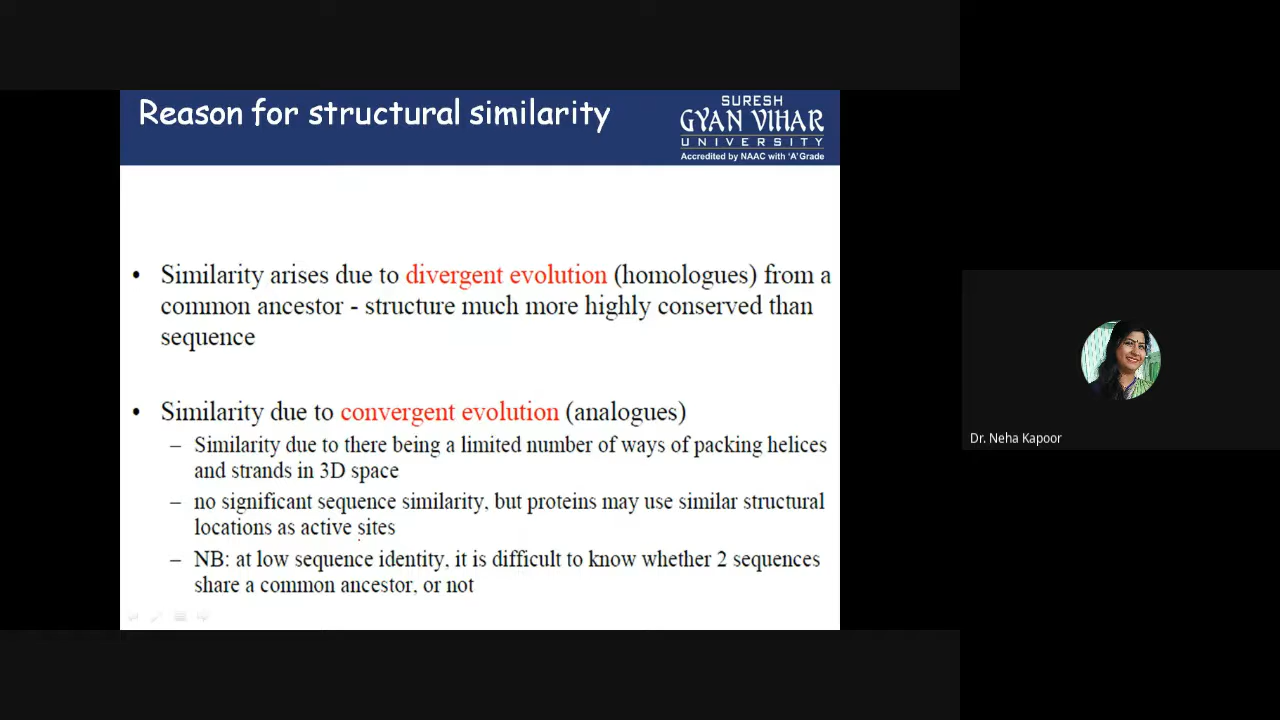 Reason for structural similarity
SURESH
GYAN VIHAR
UNIVERSITY
Accredited by NAAC with 'A' Grade
• Similarity arises due to divergent evolution (homologues) from a
common ancestor - structure much more highly conserved than
sequence
• Similarity due to convergent evolution (analogues)
– Similarity due to there being a limited number of ways of packing helices
and strands in 3D space
– no significant sequence similarity, but proteins may use similar structural
locations as active sites
– NB: at low sequence identity, it is difficult to know whether 2 sequences
share a common ancestor, or not
Dr. Neha Kapoor